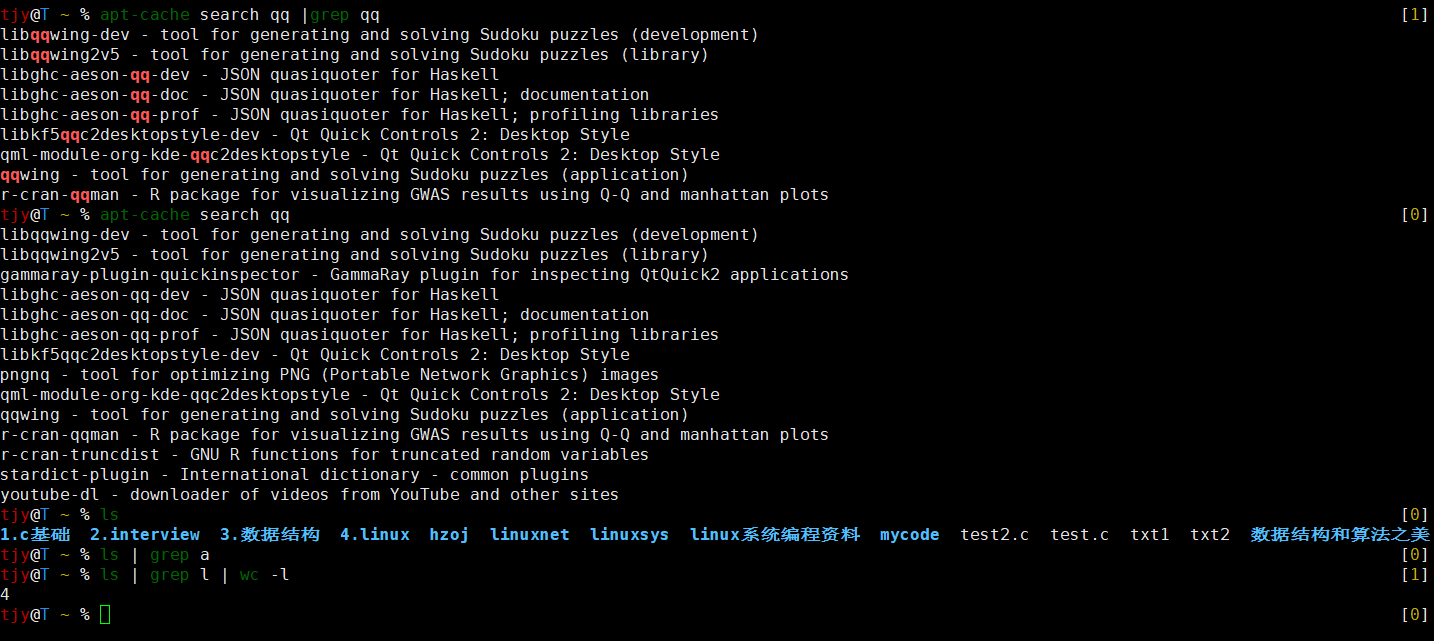 tjy@T ~ % apt-cache search qq |grep qq [1]
libqqwing-dev - tool for generating and solving Sudoku puzzles (development)
libqqwing2v5 - tool for generating and solving Sudoku puzzles (library)
libghc-aeson-qq-dev - JSON quasiquoter for Haskell
libghc-aeson-qq-doc - JSON quasiquoter for Haskell; documentation
libghc-aeson-qq-prof - JSON quasiquoter for Haskell; profiling libraries
libkf5qqc2desktopstyle-dev - Qt Quick Controls 2: Desktop Style
qml-module-org-kde-qqc2desktopstyle - Qt Quick Controls 2: Desktop Style
qqwing - tool for generating and solving Sudoku puzzles (application)
r-cran-qqman - R package for visualizing GWAS results using Q-Q and manhattan plots
tjy@T ~ % apt-cache search qq [0]
libqqwing-dev - tool for generating and solving Sudoku puzzles (development)
libqqwing2v5 - tool for generating and solving Sudoku puzzles (library)
gammaray-plugin-quickinspector - GammaRay plugin for inspecting QtQuick2 applications
libghc-aeson-qq-dev - JSON quasiquoter for Haskell
libghc-aeson-qq-doc - JSON quasiquoter for Haskell; documentation
libghc-aeson-qq-prof - JSON quasiquoter for Haskell; profiling libraries
libkf5qqc2desktopstyle-dev - Qt Quick Controls 2: Desktop Style
pngnq - tool for optimizing PNG (Portable Network Graphics) images
qml-module-org-kde-qqc2desktopstyle - Qt Quick Controls 2: Desktop Style
qqwing - tool for generating and solving Sudoku puzzles (application)
r-cran-qqman - R package for visualizing GWAS results using Q-Q and manhattan plots
r-cran-truncdist - GNU R functions for truncated random variables
stardict-plugin - International dictionary - common plugins
youtube-dl - downloader of videos from YouTube and other sites
tjy@T ~ % ls [0]
1.c基础 2.interview 3.数据结构 4.linux hzoj linuxnet linuxsys linux系统编程资料 mycode test2.c test.c txt1 txt2 数据结构和算法之美
tjy@T ~ % ls | grep a [0]
tjy@T ~ % ls | grep l | wc -l [1]
4
tjy@T ~ % [0]